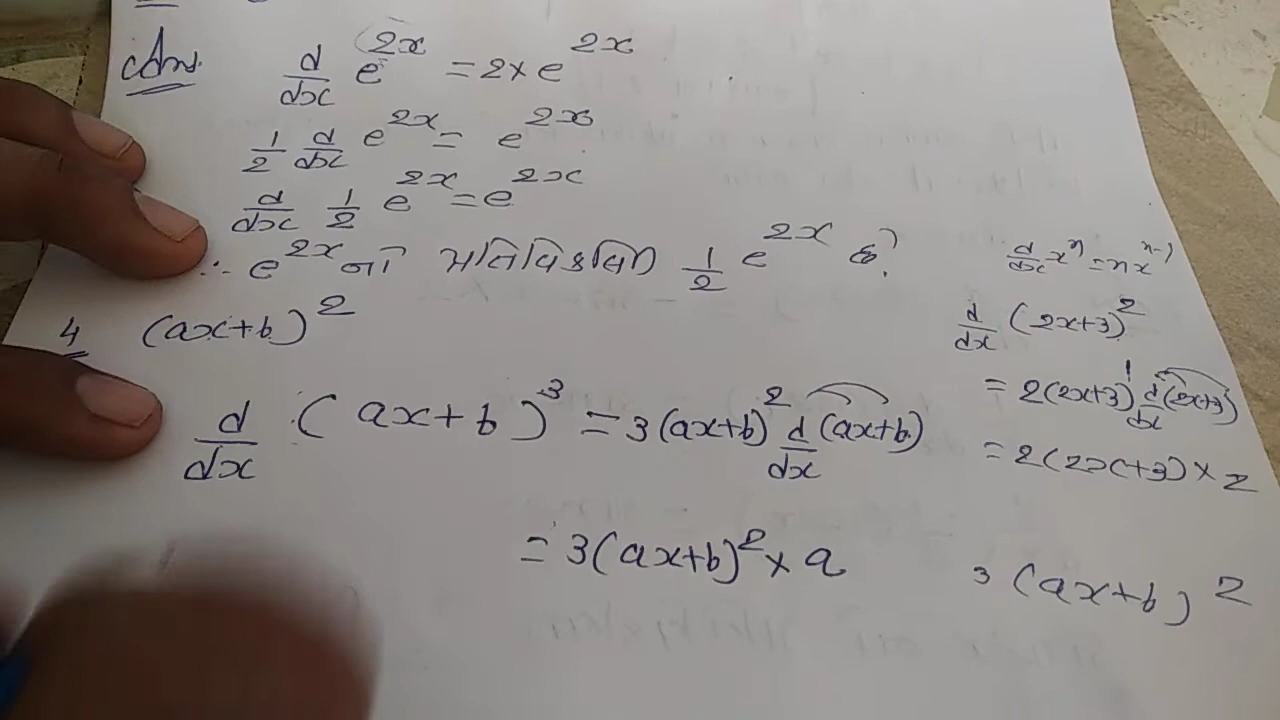 Ans. d/dx e^{2x} = 2 × e^{2x}
1/2 d/dx e^{2x} = e^{2x}
d/dx 1/2 e^{2x} = e^{2x}
∴ e^{2x} નો પ્રતિવિકલિત 1/2 e^{2x} છે.
d/dx x^n = nx^{n-1}
4 (ax+b)^2
d/dx (2x+3)^2
= 2(2x+3)^1 d/dx (2x+3)
= 2(2x+3) × 2
d/dx (ax+b)^3 = 3(ax+b)^2 d/dx (ax+b)
= 3(ax+b)^2 × a
3 (ax+b)^2